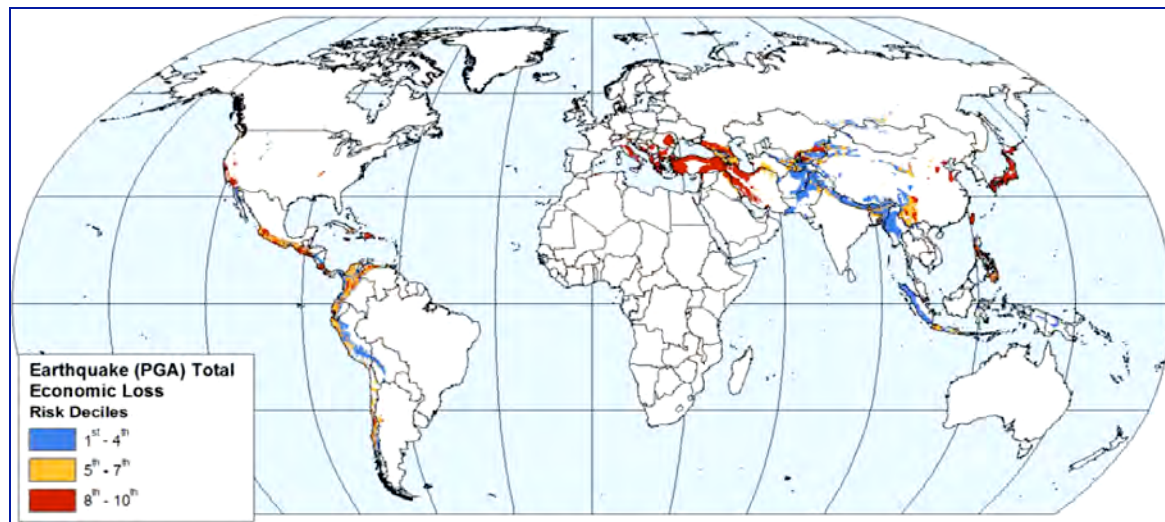 Earthquake (PGA) Total
Economic Loss
Risk Deciles
1st - 4th
5th - 7th
8th - 10th